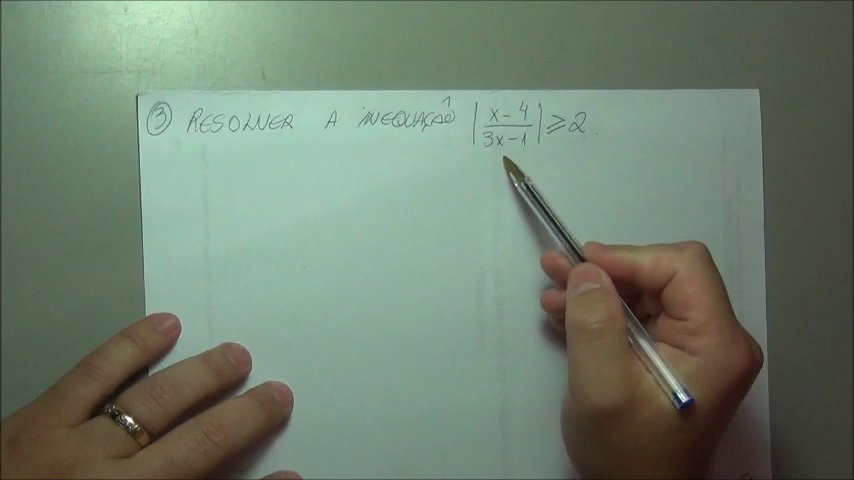 ③ RESOLVER A INEQUAÇÃO |x-4/3x-1| ≥ 2.